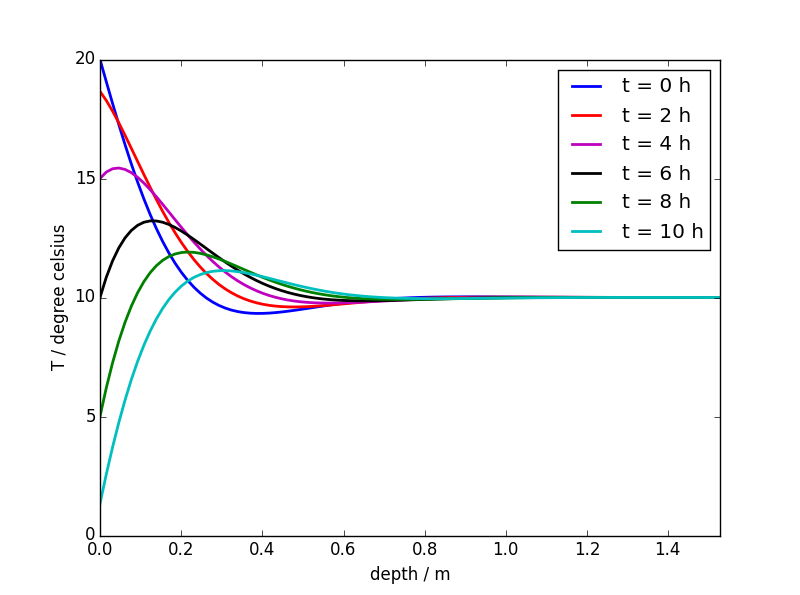 20
15
10
5
0
0.0 0.2 0.4 0.6 0.8 1.0 1.2 1.4
T / degree celsius
depth / m
t = 0 h
t = 2 h
t = 4 h
t = 6 h
t = 8 h
t = 10 h